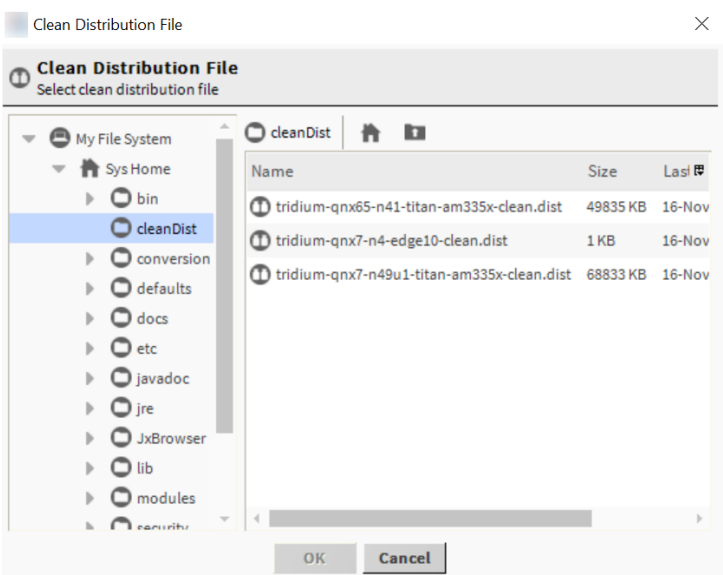 Clean Distribution File
Clean Distribution File
Select clean distribution file
My File System
Sys Home
bin
cleanDist
conversion
defaults
docs
etc
javadoc
jre
JxBrowser
lib
modules
security
cleanDist
Name Size Last
tridium-qnx65-n41-titan-am335x-clean.dist 49835 KB 16-Nov
tridium-qnx7-n4-edge10-clean.dist 1 KB 16-Nov
tridium-qnx7-n49u1-titan-am335x-clean.dist 68833 KB 16-Nov
OK Cancel